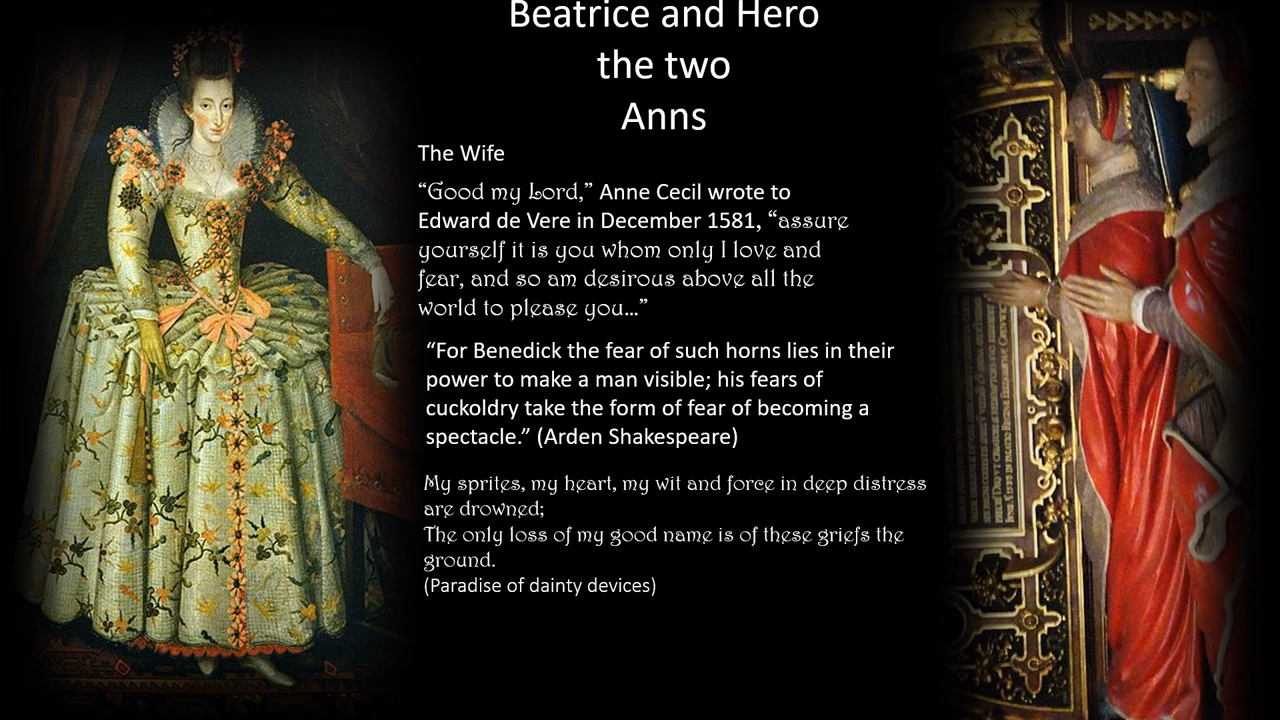 Beatrice and Hero
the two
Anns
The Wife
“Good my Lord,” Anne Cecil wrote to
Edward de Vere in December 1581, “assure
yourself it is you whom only I love and
fear, and so am desirous above all the
world to please you…”
“For Benedick the fear of such horns lies in their
power to make a man visible; his fears of
cuckoldry take the form of fear of becoming a
spectacle.” (Arden Shakespeare)
My sprites, my heart, my wit and force in deep distress
are drowned;
The only loss of my good name is of these griefs the
ground.
(Paradise of dainty devices)